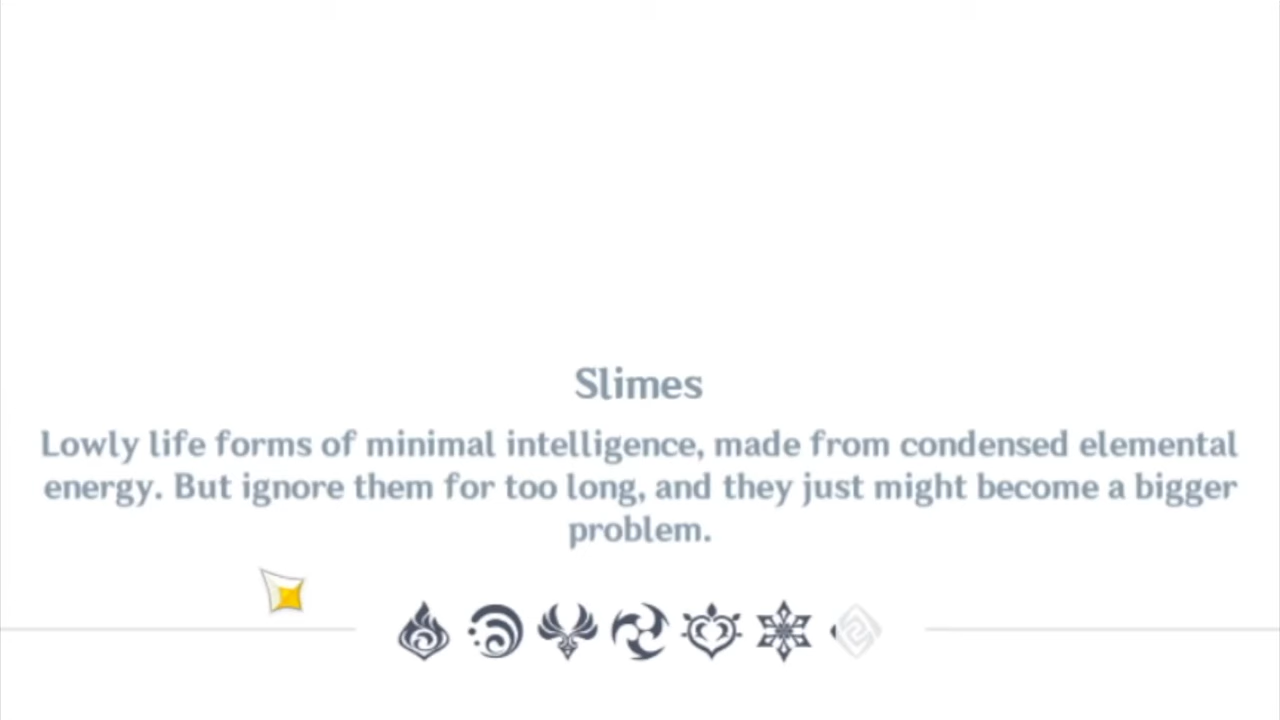 Slimes
Lowly life forms of minimal intelligence, made from condensed elemental
energy. But ignore them for too long, and they just might become a bigger
problem.